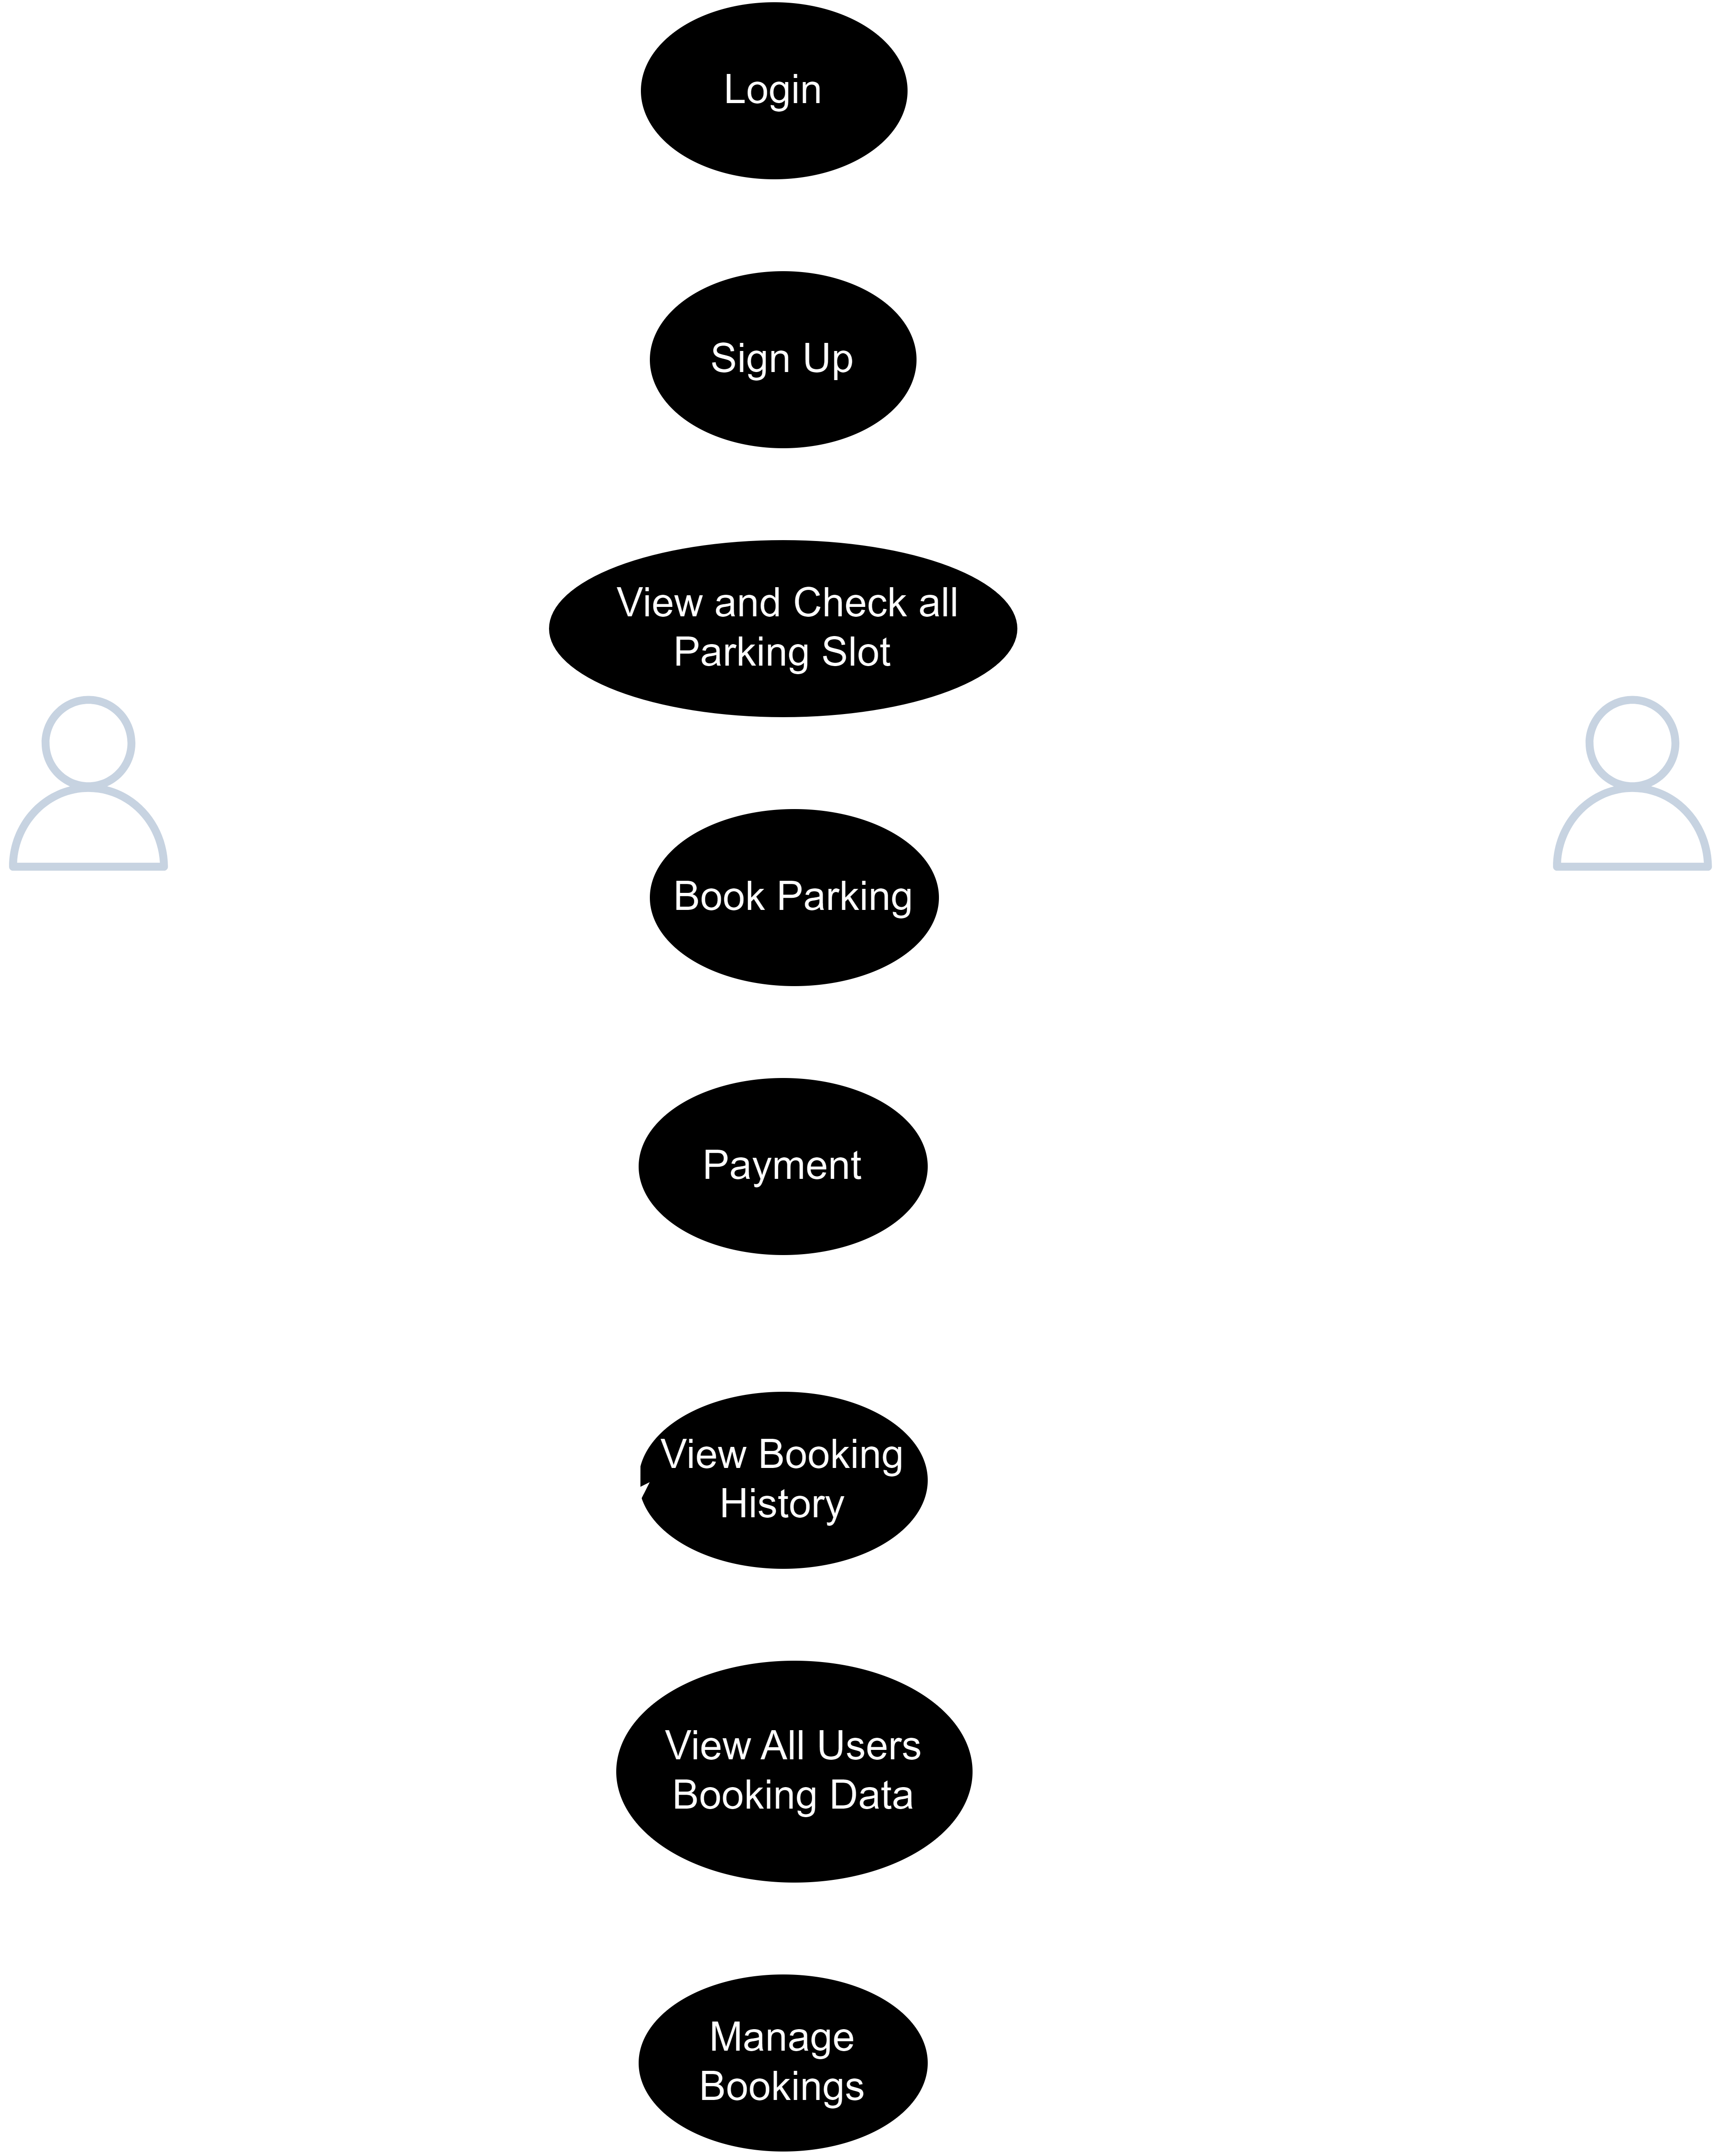 Login
Sign Up
View and Check all
Parking Slot
Book Parking
Payment
View Booking
History
View All Users
Booking Data
Manage
Bookings